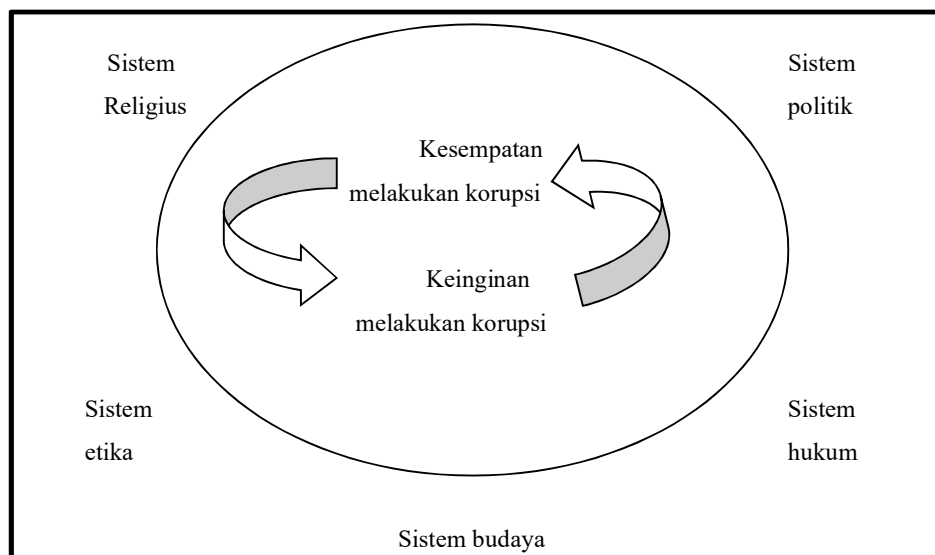 Sistem
Religius
Sistem
politik
Kesempatan
melakukan korupsi
Keinginan
melakukan korupsi
Sistem
etika
Sistem
hukum
Sistem budaya